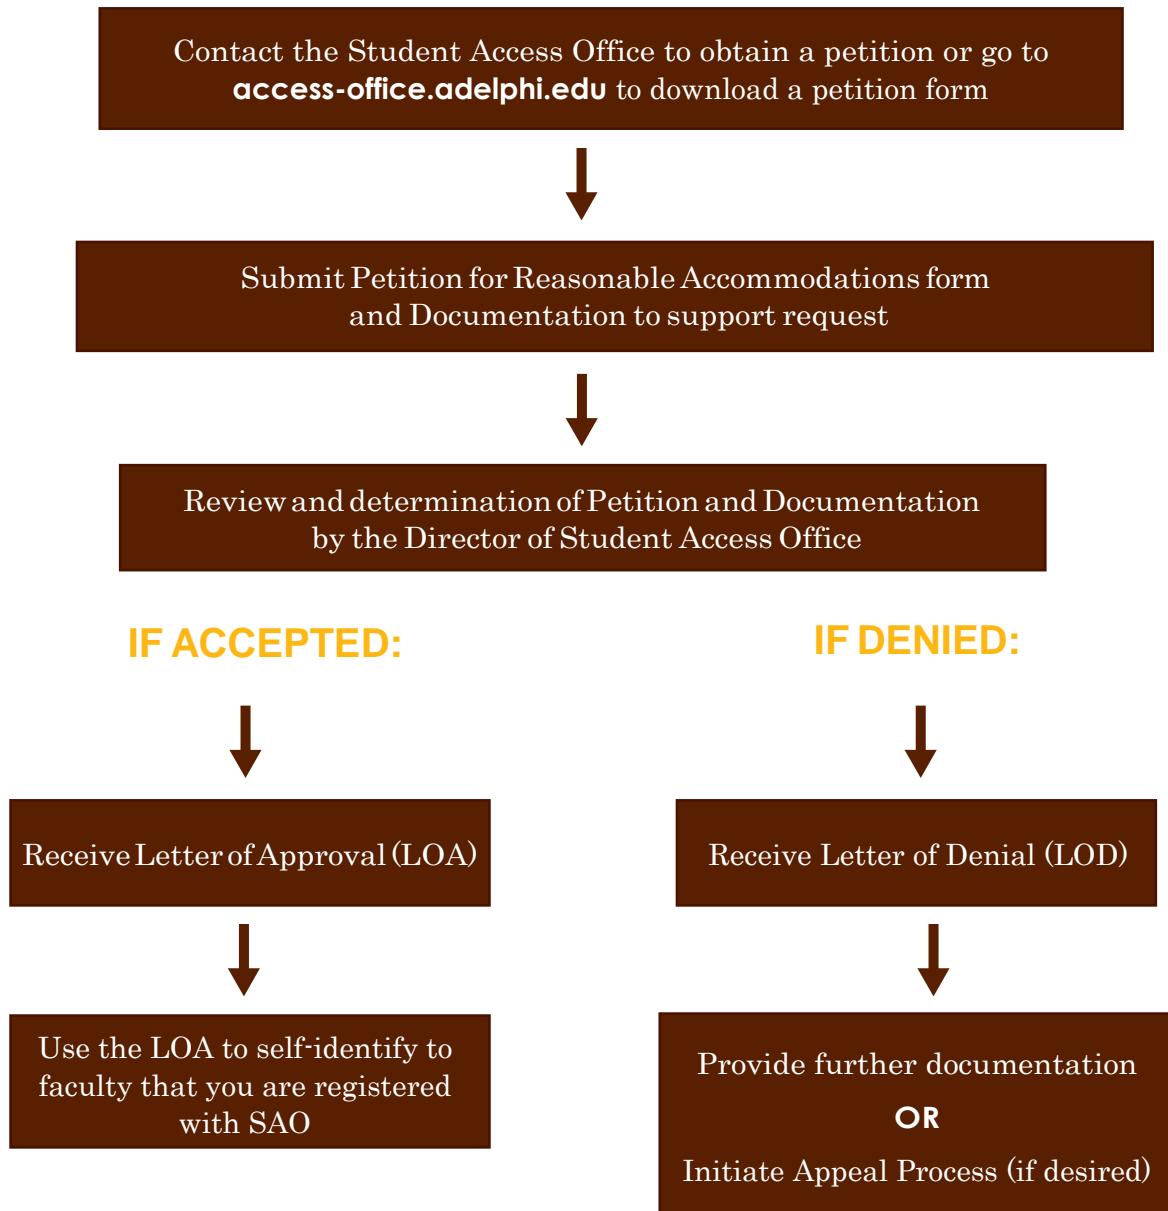 Contact the Student Access Office to obtain a petition or go to
access-office.adelphi.edu to download a petition form
Submit Petition for Reasonable Accommodations form
and Documentation to support request
Review and determination of Petition and Documentation
by the Director of Student Access Office
IF ACCEPTED:
IF DENIED:
Receive Letter of Approval (LOA)
Receive Letter of Denial (LOD)
Use the LOA to self-identify to
faculty that you are registered
with SAO
Provide further documentation
OR
Initiate Appeal Process (if desired)